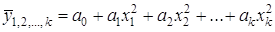 ȳ₁,₂,...,ₖ = a₀ + a₁x₁² + a₂x₂² + ... + aₖxₖ²